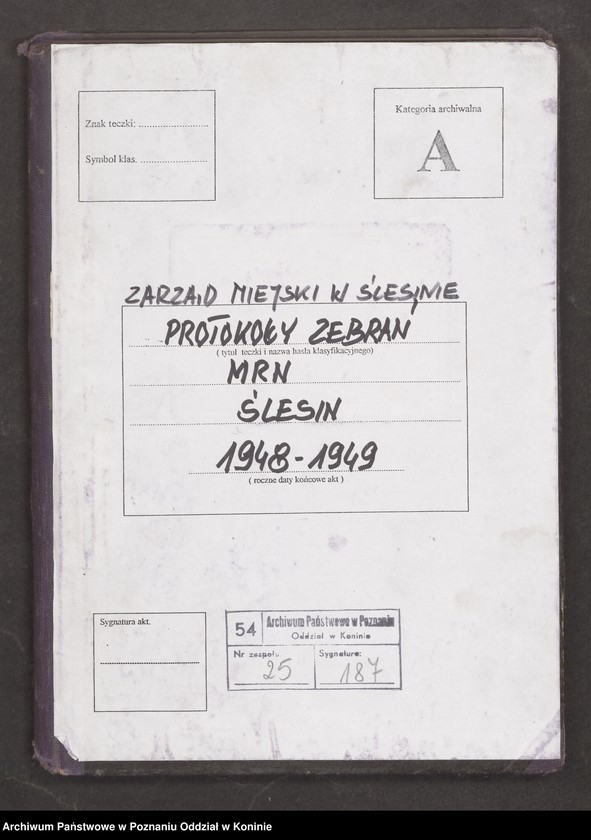 Znak teczki: ........................
Symbol klas. ........................
Kategoria archiwalna
A
ZARZĄD MIEJSKI W ŚLESINIE
PROTOKOŁY ZEBRAŃ
( tytuł teczki i nazwa hasła klasyfikacyjnego)
MRN
ŚLESIN
1948-1949
( roczne daty końcowe akt )
Sygnatura akt.
54 Archiwum Państwowe w Poznaniu
Oddział w Koninie
Nr zespołu. 25
Sygnatura: 187
Archiwum Państwowe w Poznaniu Oddział w Koninie